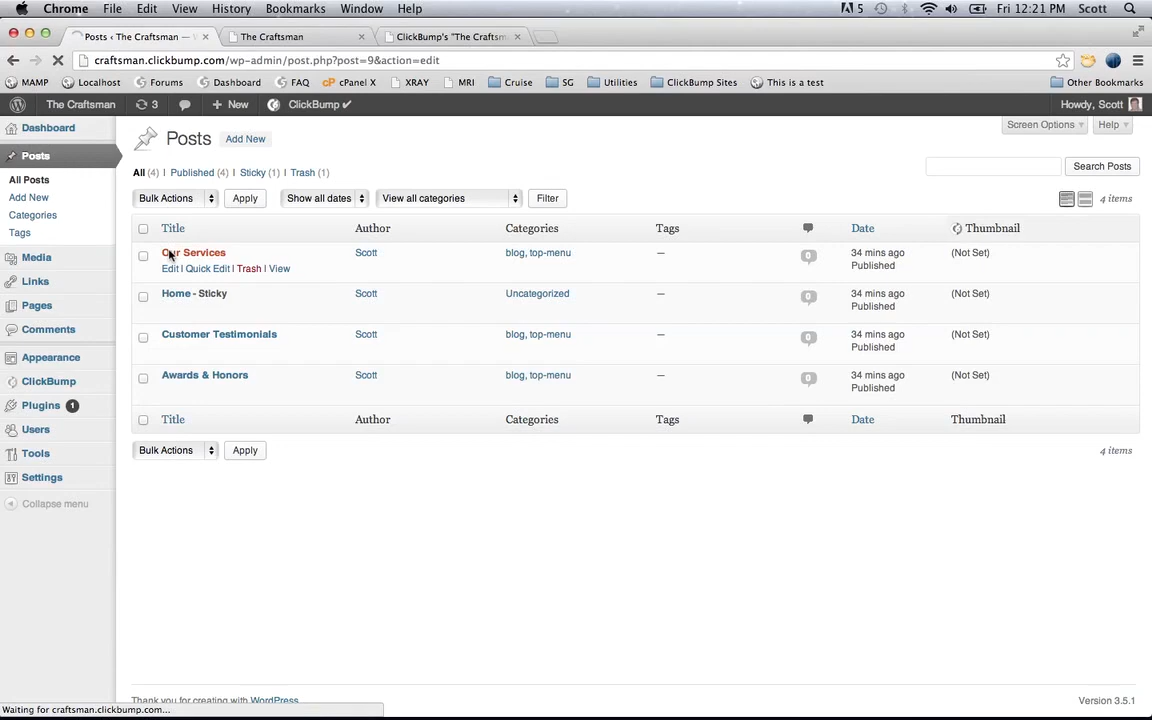 Chrome File Edit View History Bookmarks Window Help 5 Fri 12:21 PM Scott
Posts ‹ The Craftsman — The Craftsman ClickBump's "The Craftsm
craftsman.clickbump.com/wp-admin/post.php?post=9&action=edit
MAMP Localhost Forums Dashboard FAQ cPanel X XRAY MRI Cruise SG Utilities ClickBump Sites This is a test Other Bookmarks
The Craftsman 3 + New ClickBump ✔ Howdy, Scott
Dashboard
Posts
All Posts
Add New
Categories
Tags
Media
Links
Pages
Comments
Appearance
ClickBump
Plugins 1
Users
Tools
Settings
Collapse menu
Posts Add New Screen Options Help
All (4) | Published (4) | Sticky (1) | Trash (1)
Search Posts
Bulk Actions Apply Show all dates View all categories Filter 4 items
Title Author Categories Tags Date Thumbnail
Our Services Scott blog, top-menu — 0 34 mins ago (Not Set)
Edit | Quick Edit | Trash | View Published
Home - Sticky Scott Uncategorized — 0 34 mins ago (Not Set)
Published
Customer Testimonials Scott blog, top-menu — 0 34 mins ago (Not Set)
Published
Awards & Honors Scott blog, top-menu — 0 34 mins ago (Not Set)
Published
Title Author Categories Tags Date Thumbnail
Bulk Actions Apply 4 items
Thank you for creating with WordPress. Version 3.5.1
Waiting for craftsman.clickbump.com...